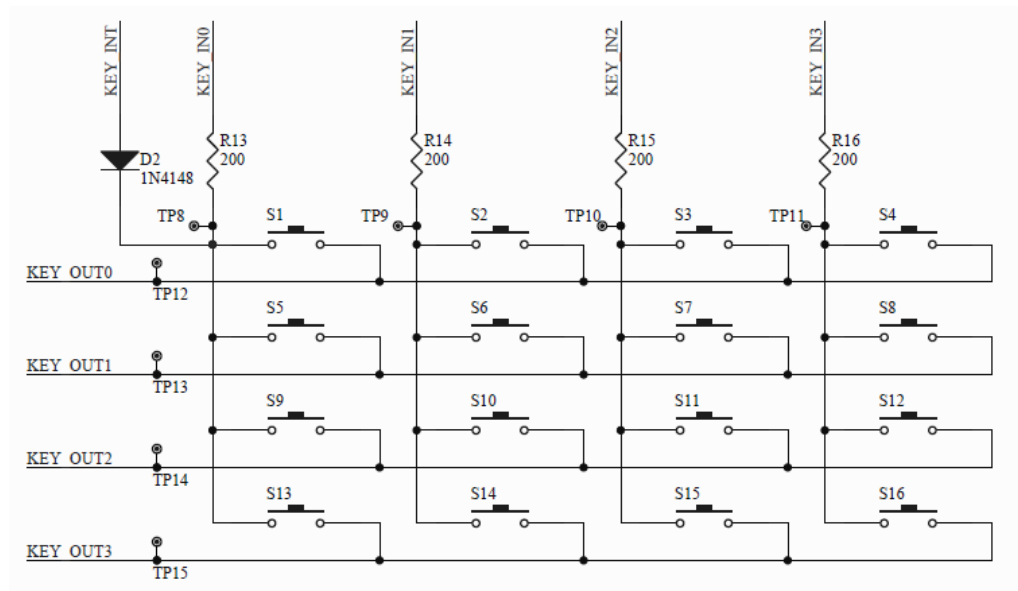 KEY_INT
KEY_IN0
KEY_IN1
KEY_IN2
KEY_IN3
R13
200
R14
200
R15
200
R16
200
D2
1N4148
TP8
S1
TP9
S2
TP10
S3
TP11
S4
KEY_OUT0
TP12
S5
S6
S7
S8
KEY_OUT1
TP13
S9
S10
S11
S12
KEY_OUT2
TP14
S13
S14
S15
S16
KEY_OUT3
TP15